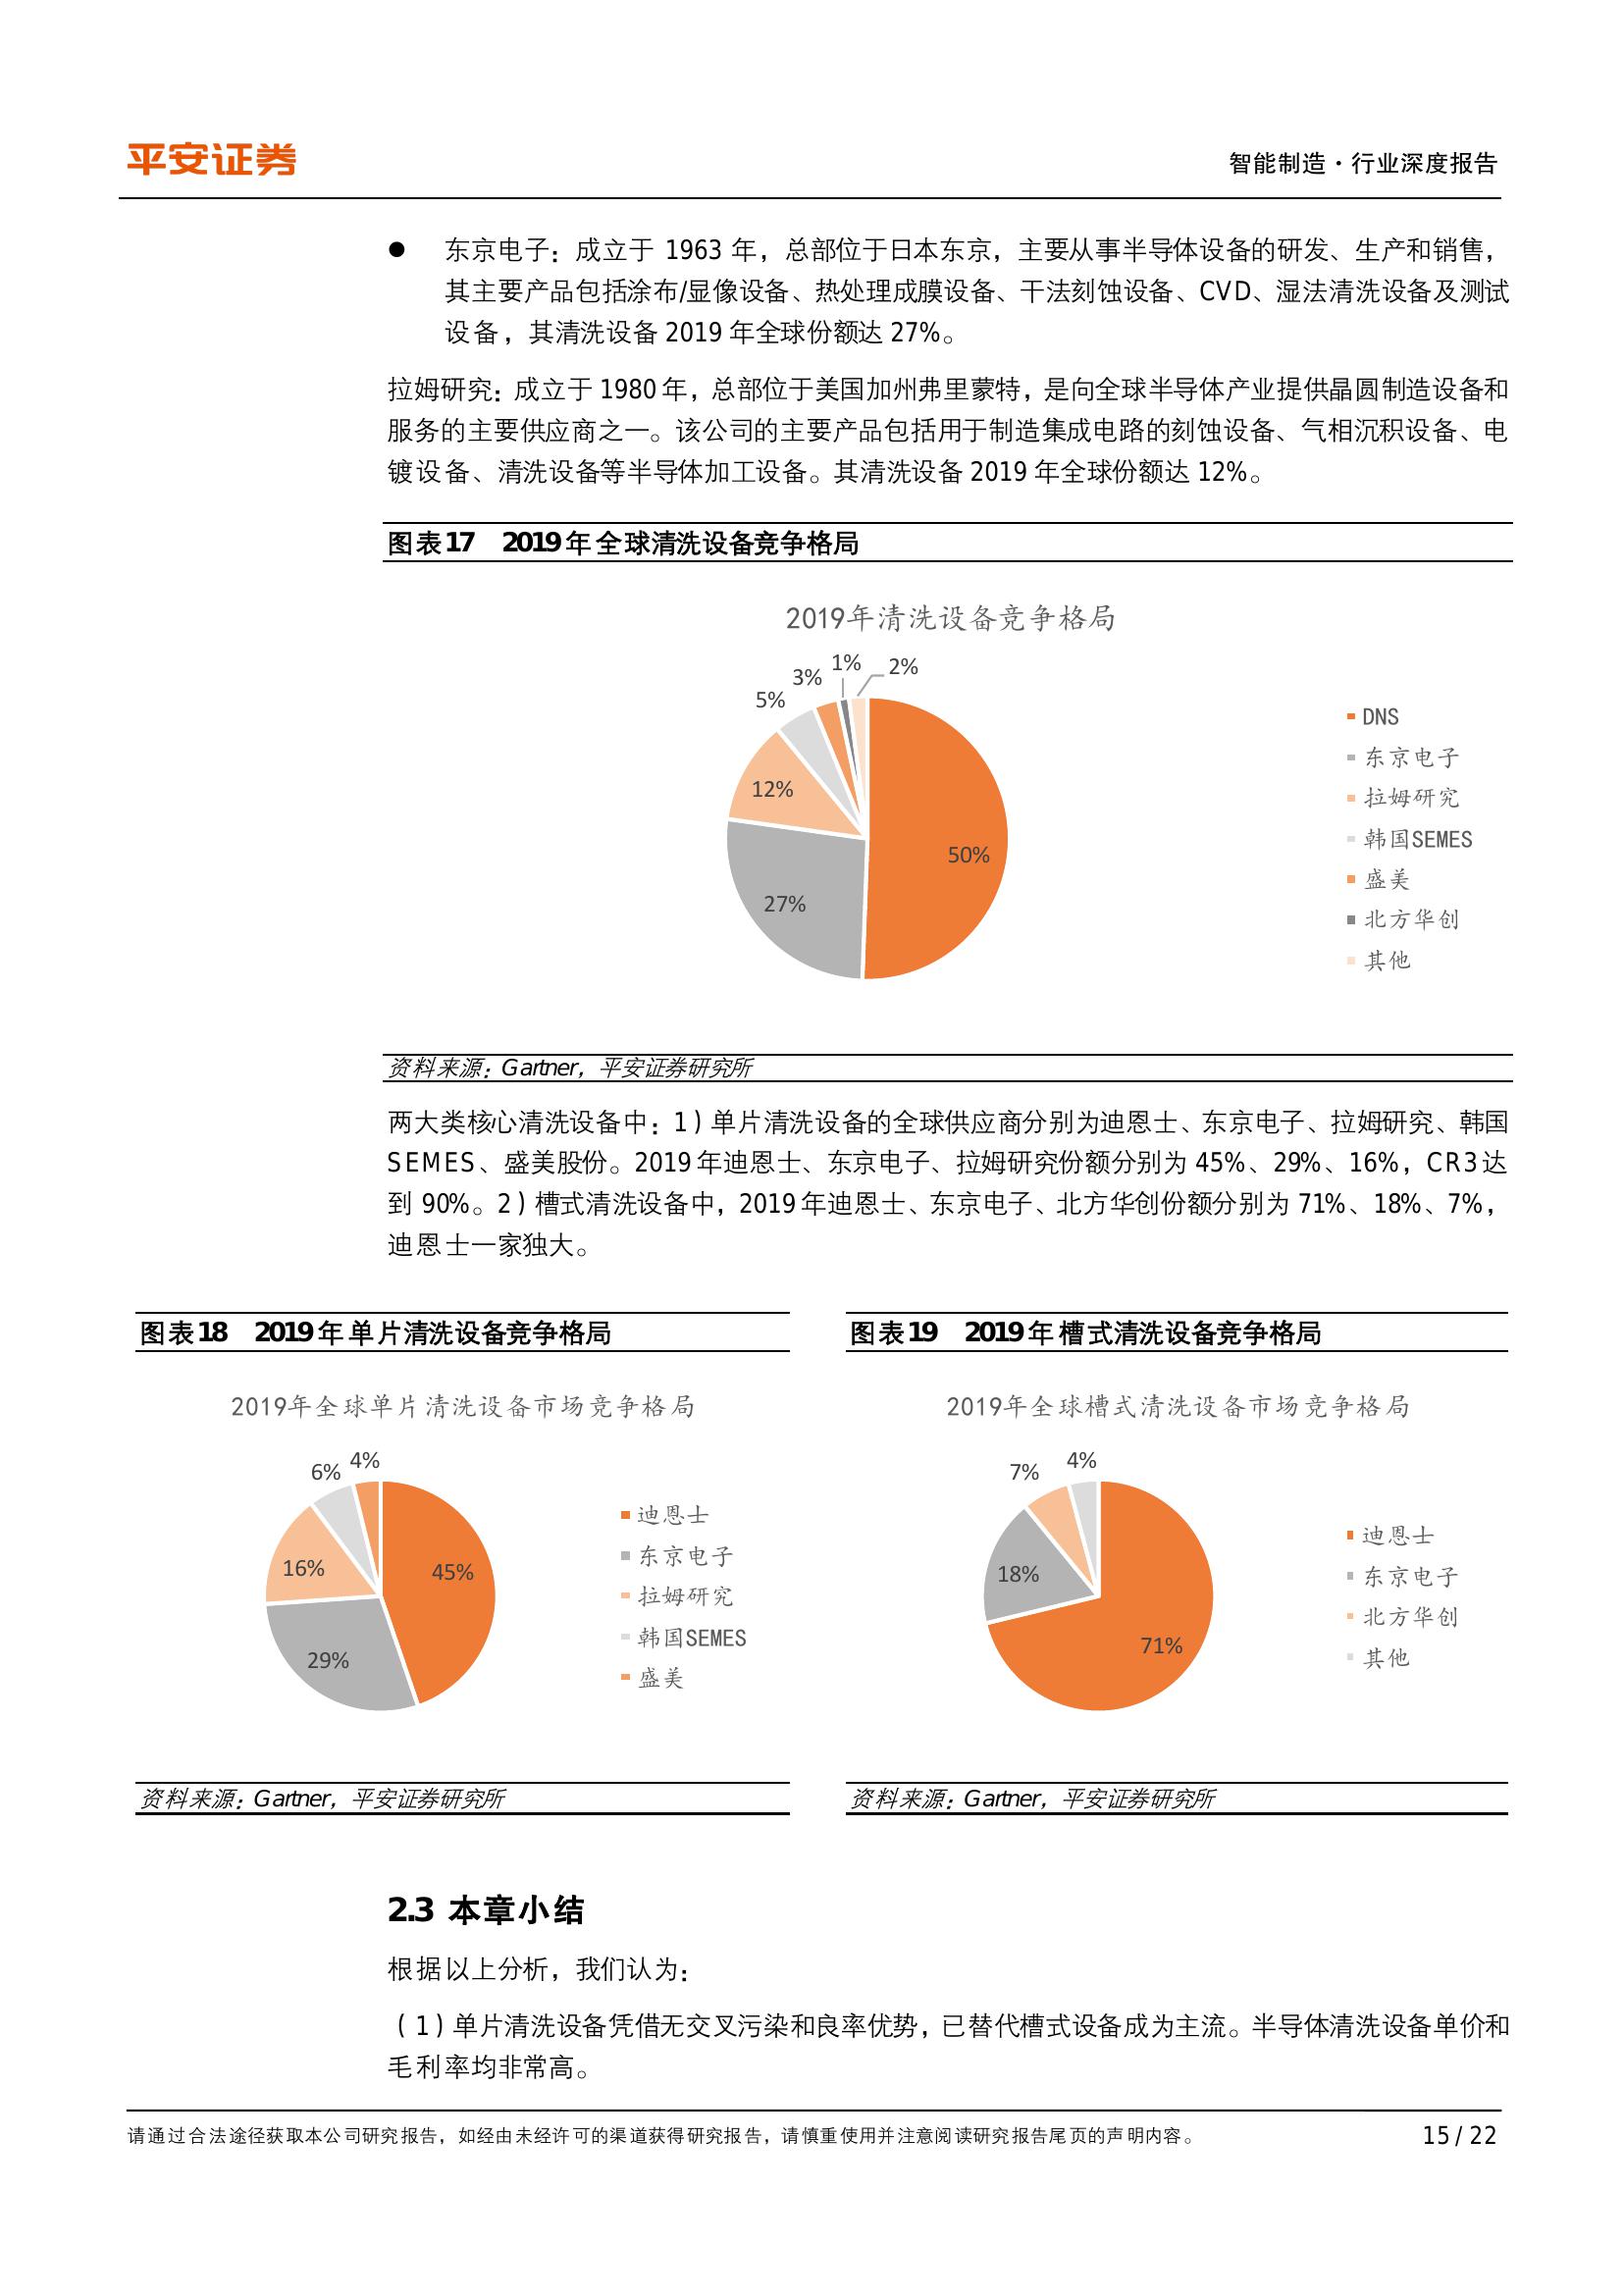 平安证券
智能制造·行业深度报告
● 东京电子：成立于 1963 年，总部位于日本东京，主要从事半导体设备的研发、生产和销售，
其主要产品包括涂布/显像设备、热处理成膜设备、干法刻蚀设备、CVD、湿法清洗设备及测试
设备，其清洗设备 2019 年全球份额达 27%。
拉姆研究：成立于 1980 年，总部位于美国加州弗里蒙特，是向全球半导体产业提供晶圆制造设备和
服务的主要供应商之一。该公司的主要产品包括用于制造集成电路的刻蚀设备、气相沉积设备、电
镀设备、清洗设备等半导体加工设备。其清洗设备 2019 年全球份额达 12%。
图表17 2019年全球清洗设备竞争格局
2019年清洗设备竞争格局
1%
2%
3%
5%
12%
27%
50%
DNS
东京电子
拉姆研究
韩国SEMES
盛美
北方华创
其他
资料来源：Gartner，平安证券研究所
两大类核心清洗设备中：1）单片清洗设备的全球供应商分别为迪恩士、东京电子、拉姆研究、韩国
SEMES、盛美股份。2019 年迪恩士、东京电子、拉姆研究份额分别为 45%、29%、16%，CR3 达
到 90%。2）槽式清洗设备中，2019 年迪恩士、东京电子、北方华创份额分别为 71%、18%、7%，
迪恩士一家独大。
图表18 2019年单片清洗设备竞争格局
2019年全球单片清洗设备市场竞争格局
4%
6%
16%
45%
29%
迪恩士
东京电子
拉姆研究
韩国SEMES
盛美
资料来源：Gartner，平安证券研究所
图表19 2019年槽式清洗设备竞争格局
2019年全球槽式清洗设备市场竞争格局
4%
7%
18%
71%
迪恩士
东京电子
北方华创
其他
资料来源：Gartner，平安证券研究所
2.3 本章小结
根据以上分析，我们认为：
（1）单片清洗设备凭借无交叉污染和良率优势，已替代槽式设备成为主流。半导体清洗设备单价和
毛利率均非常高。
请通过合法途径获取本公司研究报告，如经由未经许可的渠道获得研究报告，请慎重使用并注意阅读研究报告尾页的声明内容。
15 / 22